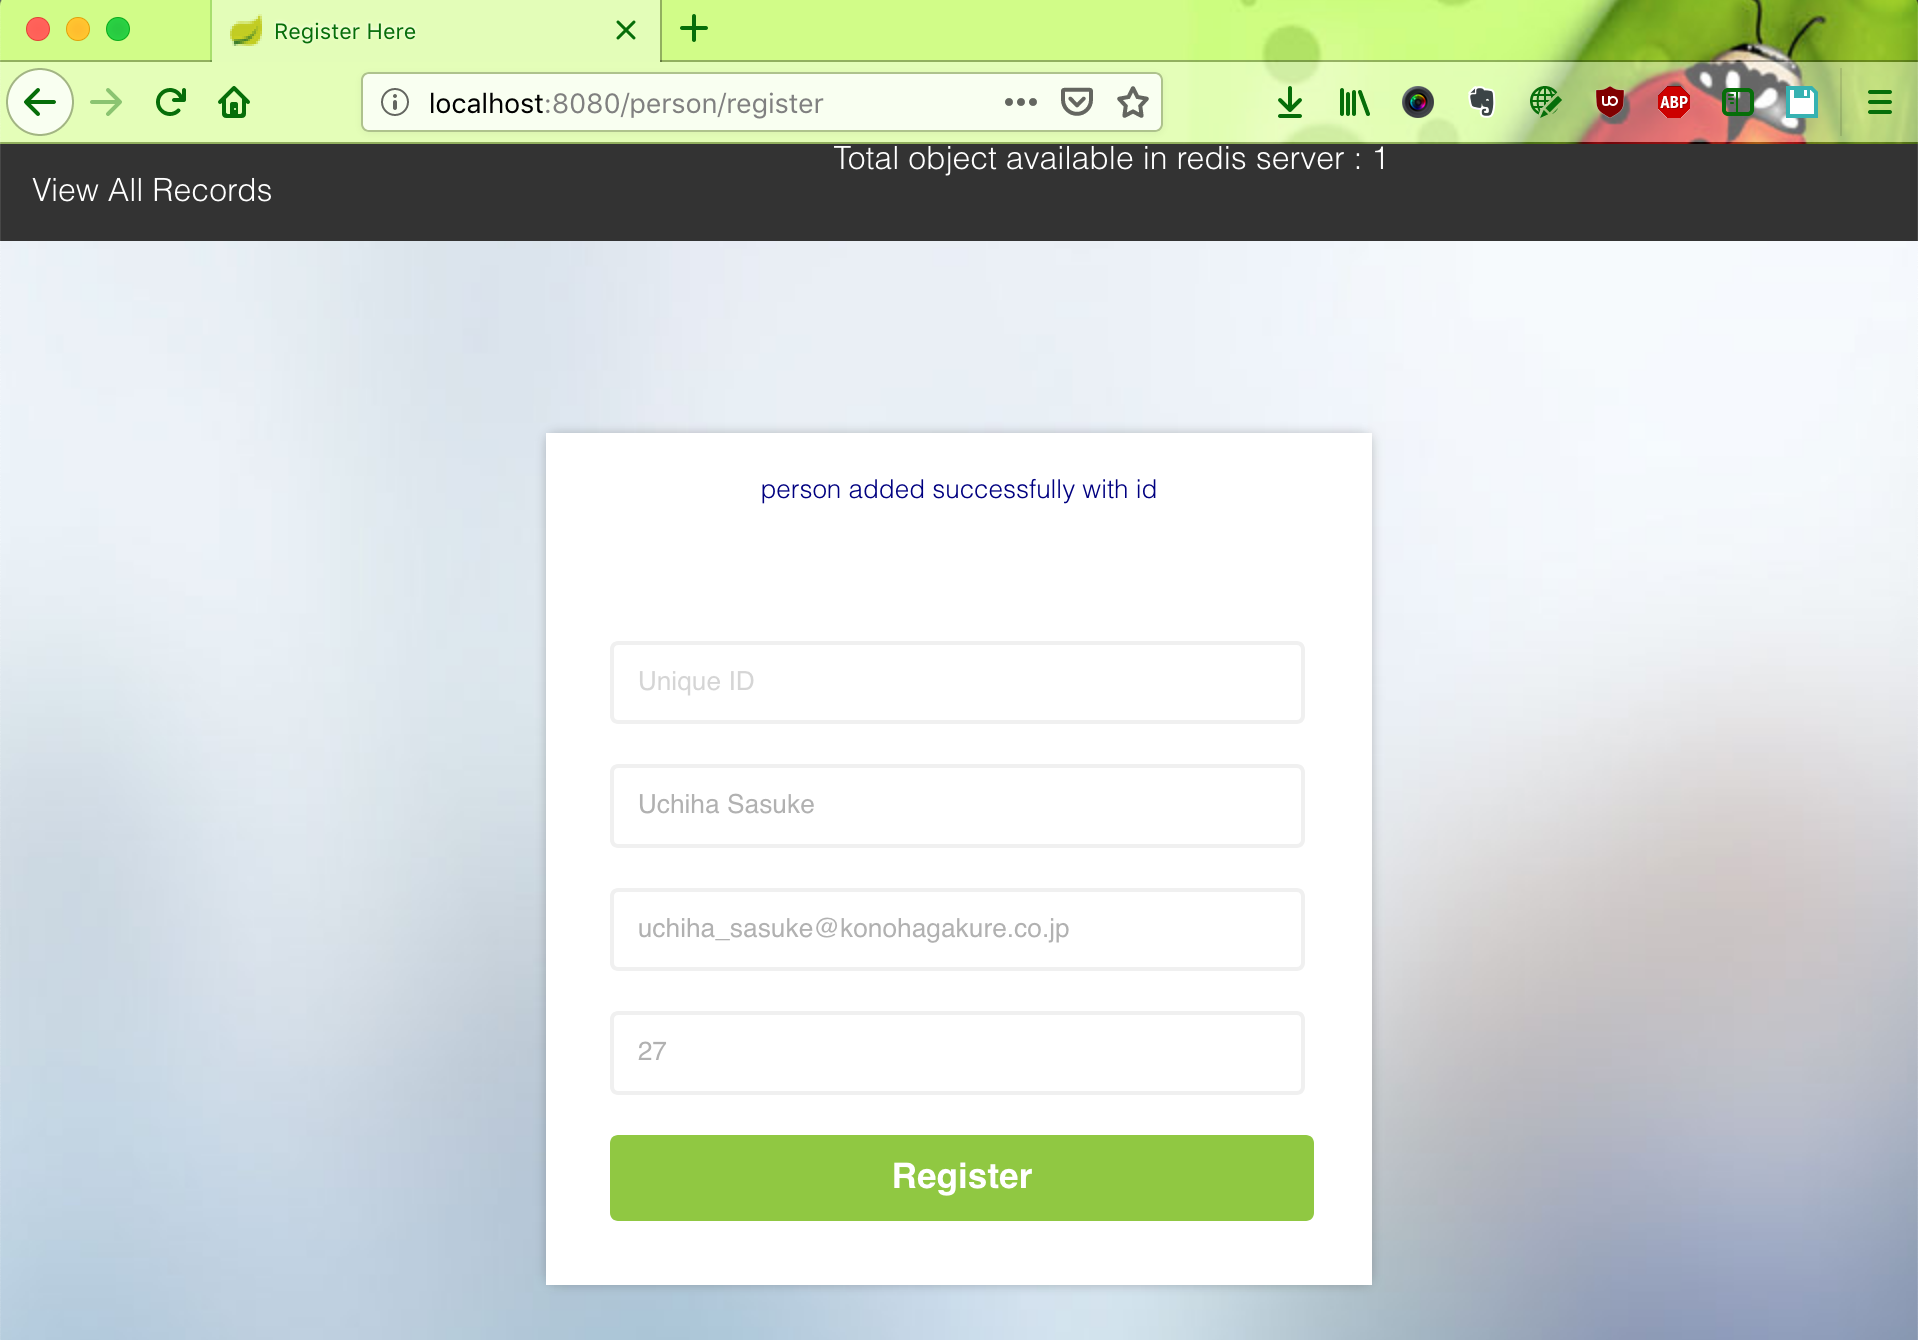 Register Here
localhost:8080/person/register
UO
ABP
Total object available in redis server : 1
View All Records
person added successfully with id
Unique ID
Uchiha Sasuke
uchiha_sasuke@konohagakure.co.jp
27
Register